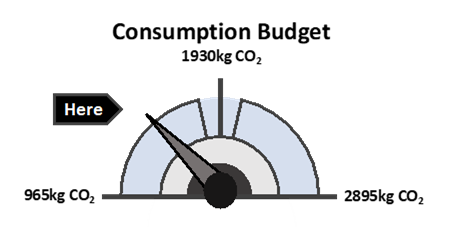 Consumption Budget
1930kg CO₂
Here
965kg CO₂
2895kg CO₂